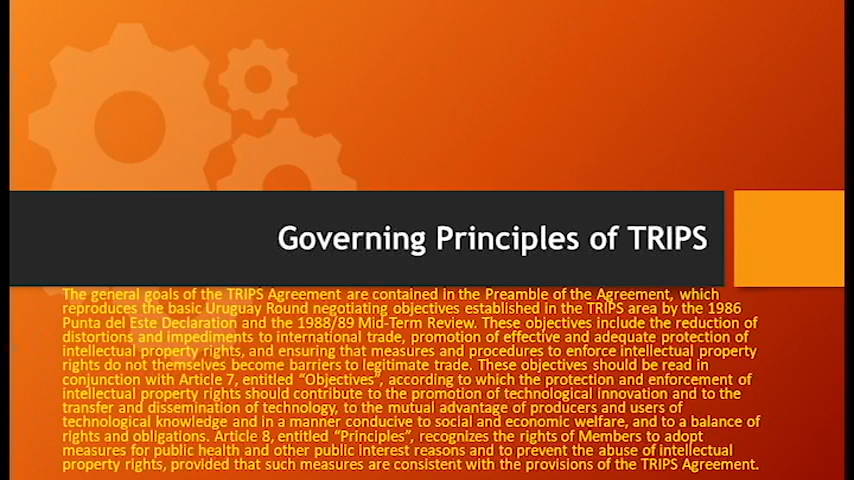 Governing Principles of TRIPS
The general goals of the TRIPS Agreement are contained in the Preamble of the Agreement, which
reproduces the basic Uruguay Round negotiating objectives established in the TRIPS area by the 1986
Punta del Este Declaration and the 1988/89 Mid-Term Review. These objectives include the reduction of
distortions and impediments to international trade, promotion of effective and adequate protection of
intellectual property rights, and ensuring that measures and procedures to enforce intellectual property
rights do not themselves become barriers to legitimate trade. These objectives should be read in
conjunction with Article 7, entitled “Objectives”, according to which the protection and enforcement of
intellectual property rights should contribute to the promotion of technological innovation and to the
transfer and dissemination of technology, to the mutual advantage of producers and users of
technological knowledge and in a manner conducive to social and economic welfare, and to a balance of
rights and obligations. Article 8, entitled “Principles”, recognizes the rights of Members to adopt
measures for public health and other public interest reasons and to prevent the abuse of intellectual
property rights, provided that such measures are consistent with the provisions of the TRIPS Agreement.